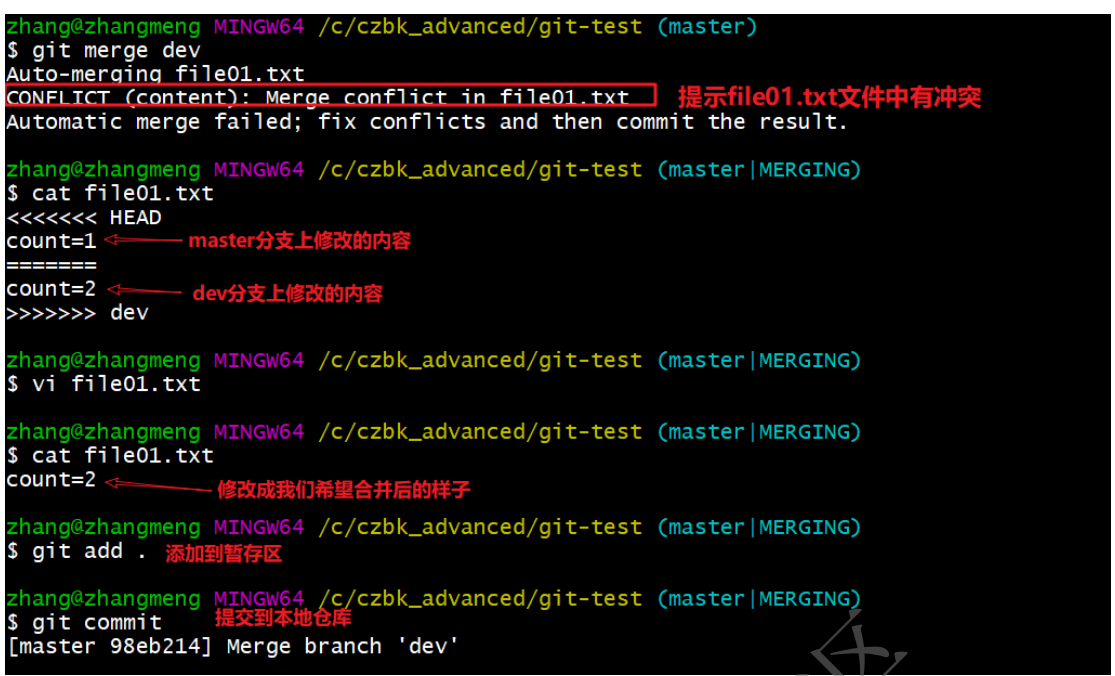 zhang@zhangmeng MINGW64 /c/czbk_advanced/git-test (master)
$ git merge dev
Auto-merging file01.txt
CONFLICT (content): Merge conflict in file01.txt 提示file01.txt文件中有冲突
Automatic merge failed; fix conflicts and then commit the result.
zhang@zhangmeng MINGW64 /c/czbk_advanced/git-test (master|MERGING)
$ cat file01.txt
<<<<<<< HEAD
count=1 master分支上修改的内容
=======
count=2 dev分支上修改的内容
>>>>>>> dev
zhang@zhangmeng MINGW64 /c/czbk_advanced/git-test (master|MERGING)
$ vi file01.txt
zhang@zhangmeng MINGW64 /c/czbk_advanced/git-test (master|MERGING)
$ cat file01.txt
count=2 修改成我们希望合并后的样子
zhang@zhangmeng MINGW64 /c/czbk_advanced/git-test (master|MERGING)
$ git add . 添加到暂存区
zhang@zhangmeng MINGW64 /c/czbk_advanced/git-test (master|MERGING)
$ git commit 提交到本地仓库
[master 98eb214] Merge branch 'dev'